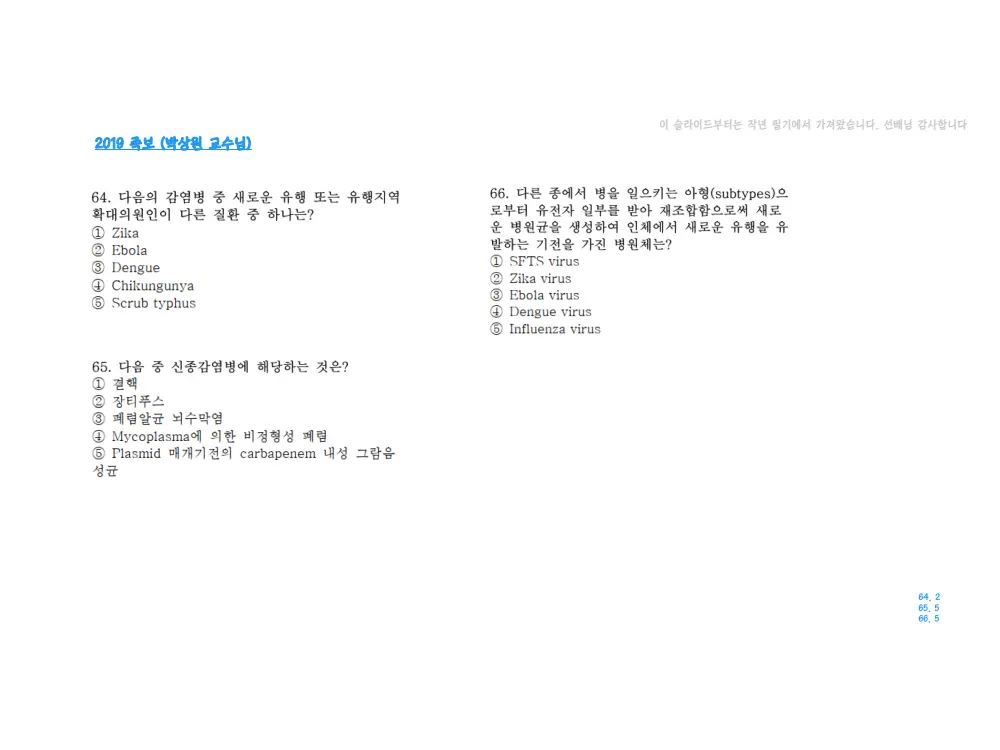 이 슬라이드부터는 작년 필기에서 가져왔습니다. 선배님 감사합니다
2019 족보 (박상원 교수님)
64. 다음의 감염병 중 새로운 유행 또는 유행지역
확대의원인이 다른 질환 중 하나는?
① Zika
② Ebola
③ Dengue
④ Chikungunya
⑤ Scrub typhus
65. 다음 중 신종감염병에 해당하는 것은?
① 결핵
② 장티푸스
③ 폐렴알균 뇌수막염
④ Mycoplasma에 의한 비정형성 폐렴
⑤ Plasmid 매개기전의 carbapenem 내성 그람음
성균
66. 다른 종에서 병을 일으키는 아형(subtypes)으
로부터 유전자 일부를 받아 재조합함으로써 새로
운 병원균을 생성하여 인체에서 새로운 유행을 유
발하는 기전을 가진 병원체는?
① SFTS virus
② Zika virus
③ Ebola virus
④ Dengue virus
⑤ Influenza virus
64. 2
65. 5
66. 5